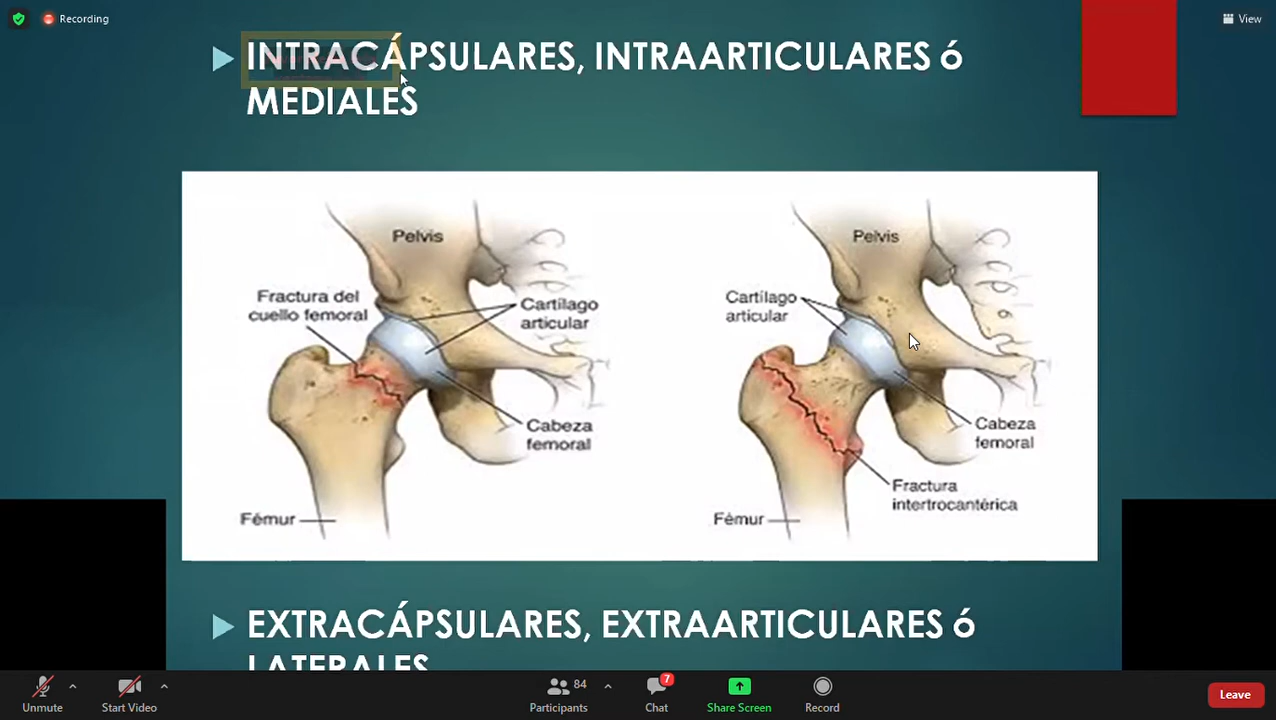 Recording
View
INTRACÁPSULARES, INTRAARTICULARES ó
MEDIALES
Pelvis
Fractura del
cuello femoral
Cartílago
articular
Cabeza
femoral
Fémur
Pelvis
Cartílago
articular
Cabeza
femoral
Fractura
intertrocantérica
Fémur
EXTRACÁPSULARES, EXTRAARTICULARES ó
LATERALES
Unmute
Start Video
84
Participants
7
Chat
Share Screen
Record
Leave